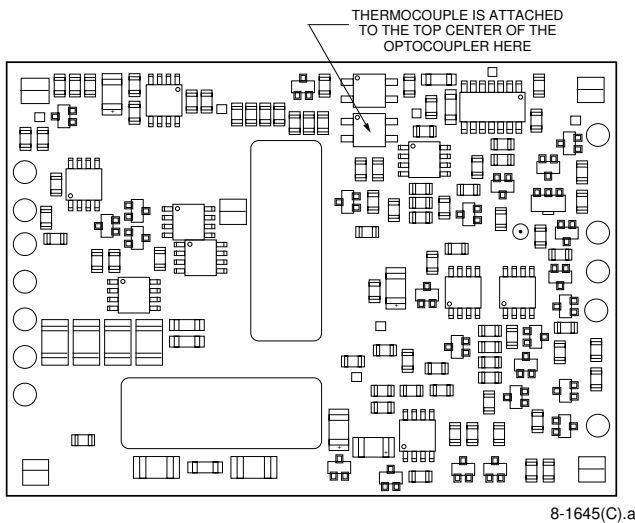 THERMOCOUPLE IS ATTACHED
TO THE TOP CENTER OF THE
OPTOCOUPLER HERE
8-1645(C).a